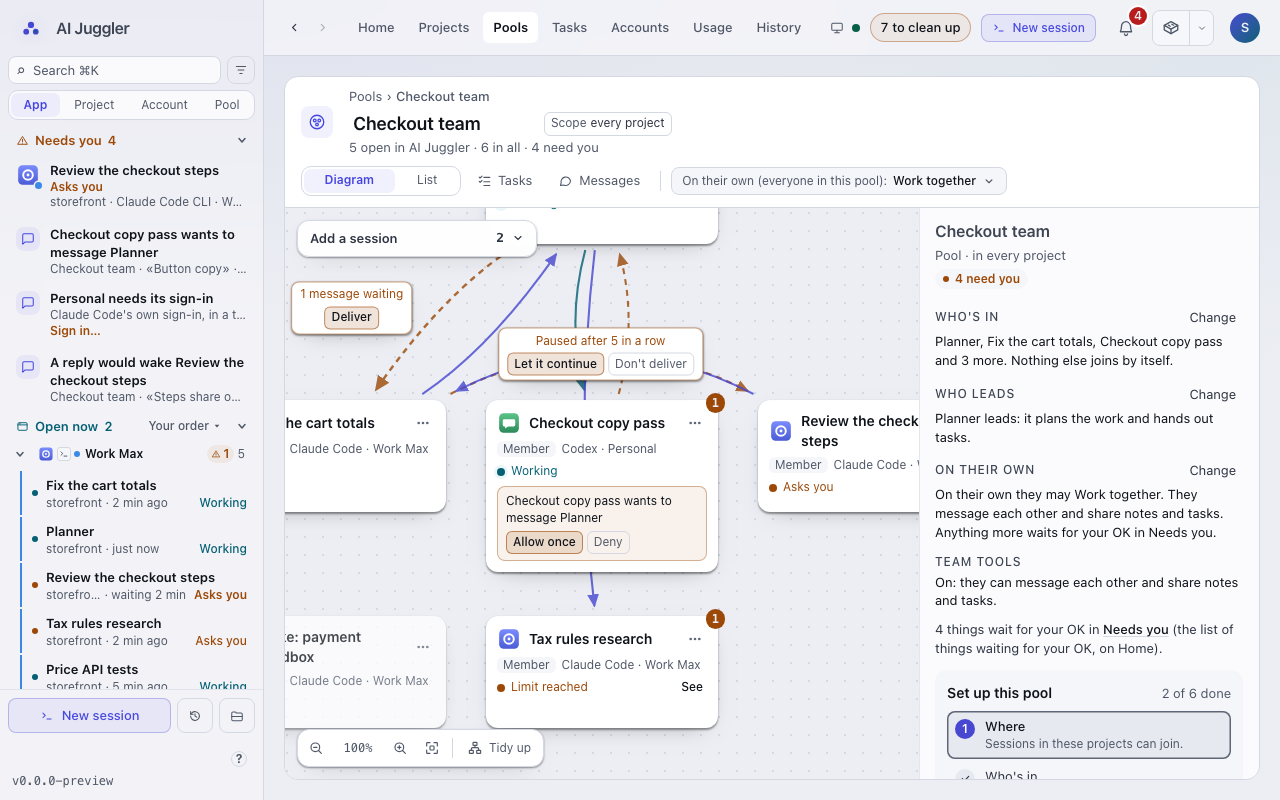 AI Juggler
Search ⌘K
App Project Account Pool
Needs you 4
Review the checkout steps
Asks you
storefront · Claude Code CLI · W...
Checkout copy pass wants to
message Planner
Checkout team · «Button copy» ·...
Personal needs its sign-in
Claude Code's own sign-in, in a t...
Sign in...
A reply would wake Review the
checkout steps
Checkout team · «Steps share o...
Open now 2 Your order
Work Max 1 5
Fix the cart totals
storefront · 2 min ago Working
Planner
storefront · just now Working
Review the checkout steps
storefro... · waiting 2 min Asks you
Tax rules research
storefront · 2 min ago Asks you
Price API tests
storefront · 5 min ago Working
New session
?
v0.0.0-preview
Home Projects Pools Tasks Accounts Usage History
7 to clean up
New session
4
S
Pools › Checkout team
Checkout team
Scope every project
5 open in AI Juggler · 6 in all · 4 need you
Diagram List Tasks Messages
On their own (everyone in this pool): Work together
Add a session 2
1 message waiting
Deliver
Paused after 5 in a row
Let it continue Don't deliver
he cart totals
Claude Code · Work Max
1
Checkout copy pass
Member Codex · Personal
Working
Checkout copy pass wants to
message Planner
Allow once Deny
Review the check
steps
Member Claude Code ·
Asks you
e: payment
dbox
Claude Code · Work Max
1
Tax rules research
Member Claude Code · Work Max
Limit reached See
100%
Tidy up
Checkout team
Pool · in every project
4 need you
WHO'S IN Change
Planner, Fix the cart totals, Checkout copy pass
and 3 more. Nothing else joins by itself.
WHO LEADS Change
Planner leads: it plans the work and hands out
tasks.
ON THEIR OWN Change
On their own they may Work together. They
message each other and share notes and tasks.
Anything more waits for your OK in Needs you.
TEAM TOOLS
On: they can message each other and share notes
and tasks.
4 things wait for your OK in Needs you (the list of
things waiting for your OK, on Home).
Set up this pool 2 of 6 done
1 Where
Sessions in these projects can join.
Who's in